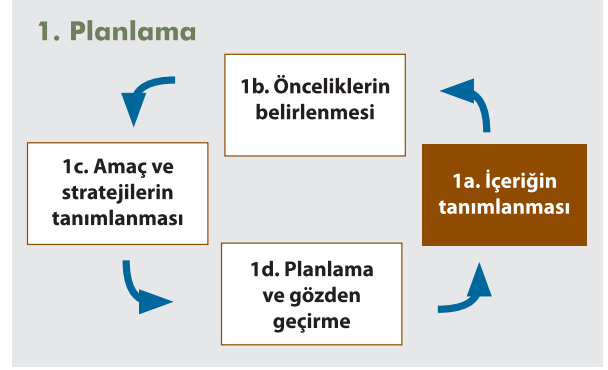 1. Planlama
1b. Önceliklerin
belirlenmesi
1c. Amaç ve
stratejilerin
tanımlanması
1a. İçeriğin
tanımlanması
1d. Planlama
ve gözden
geçirme